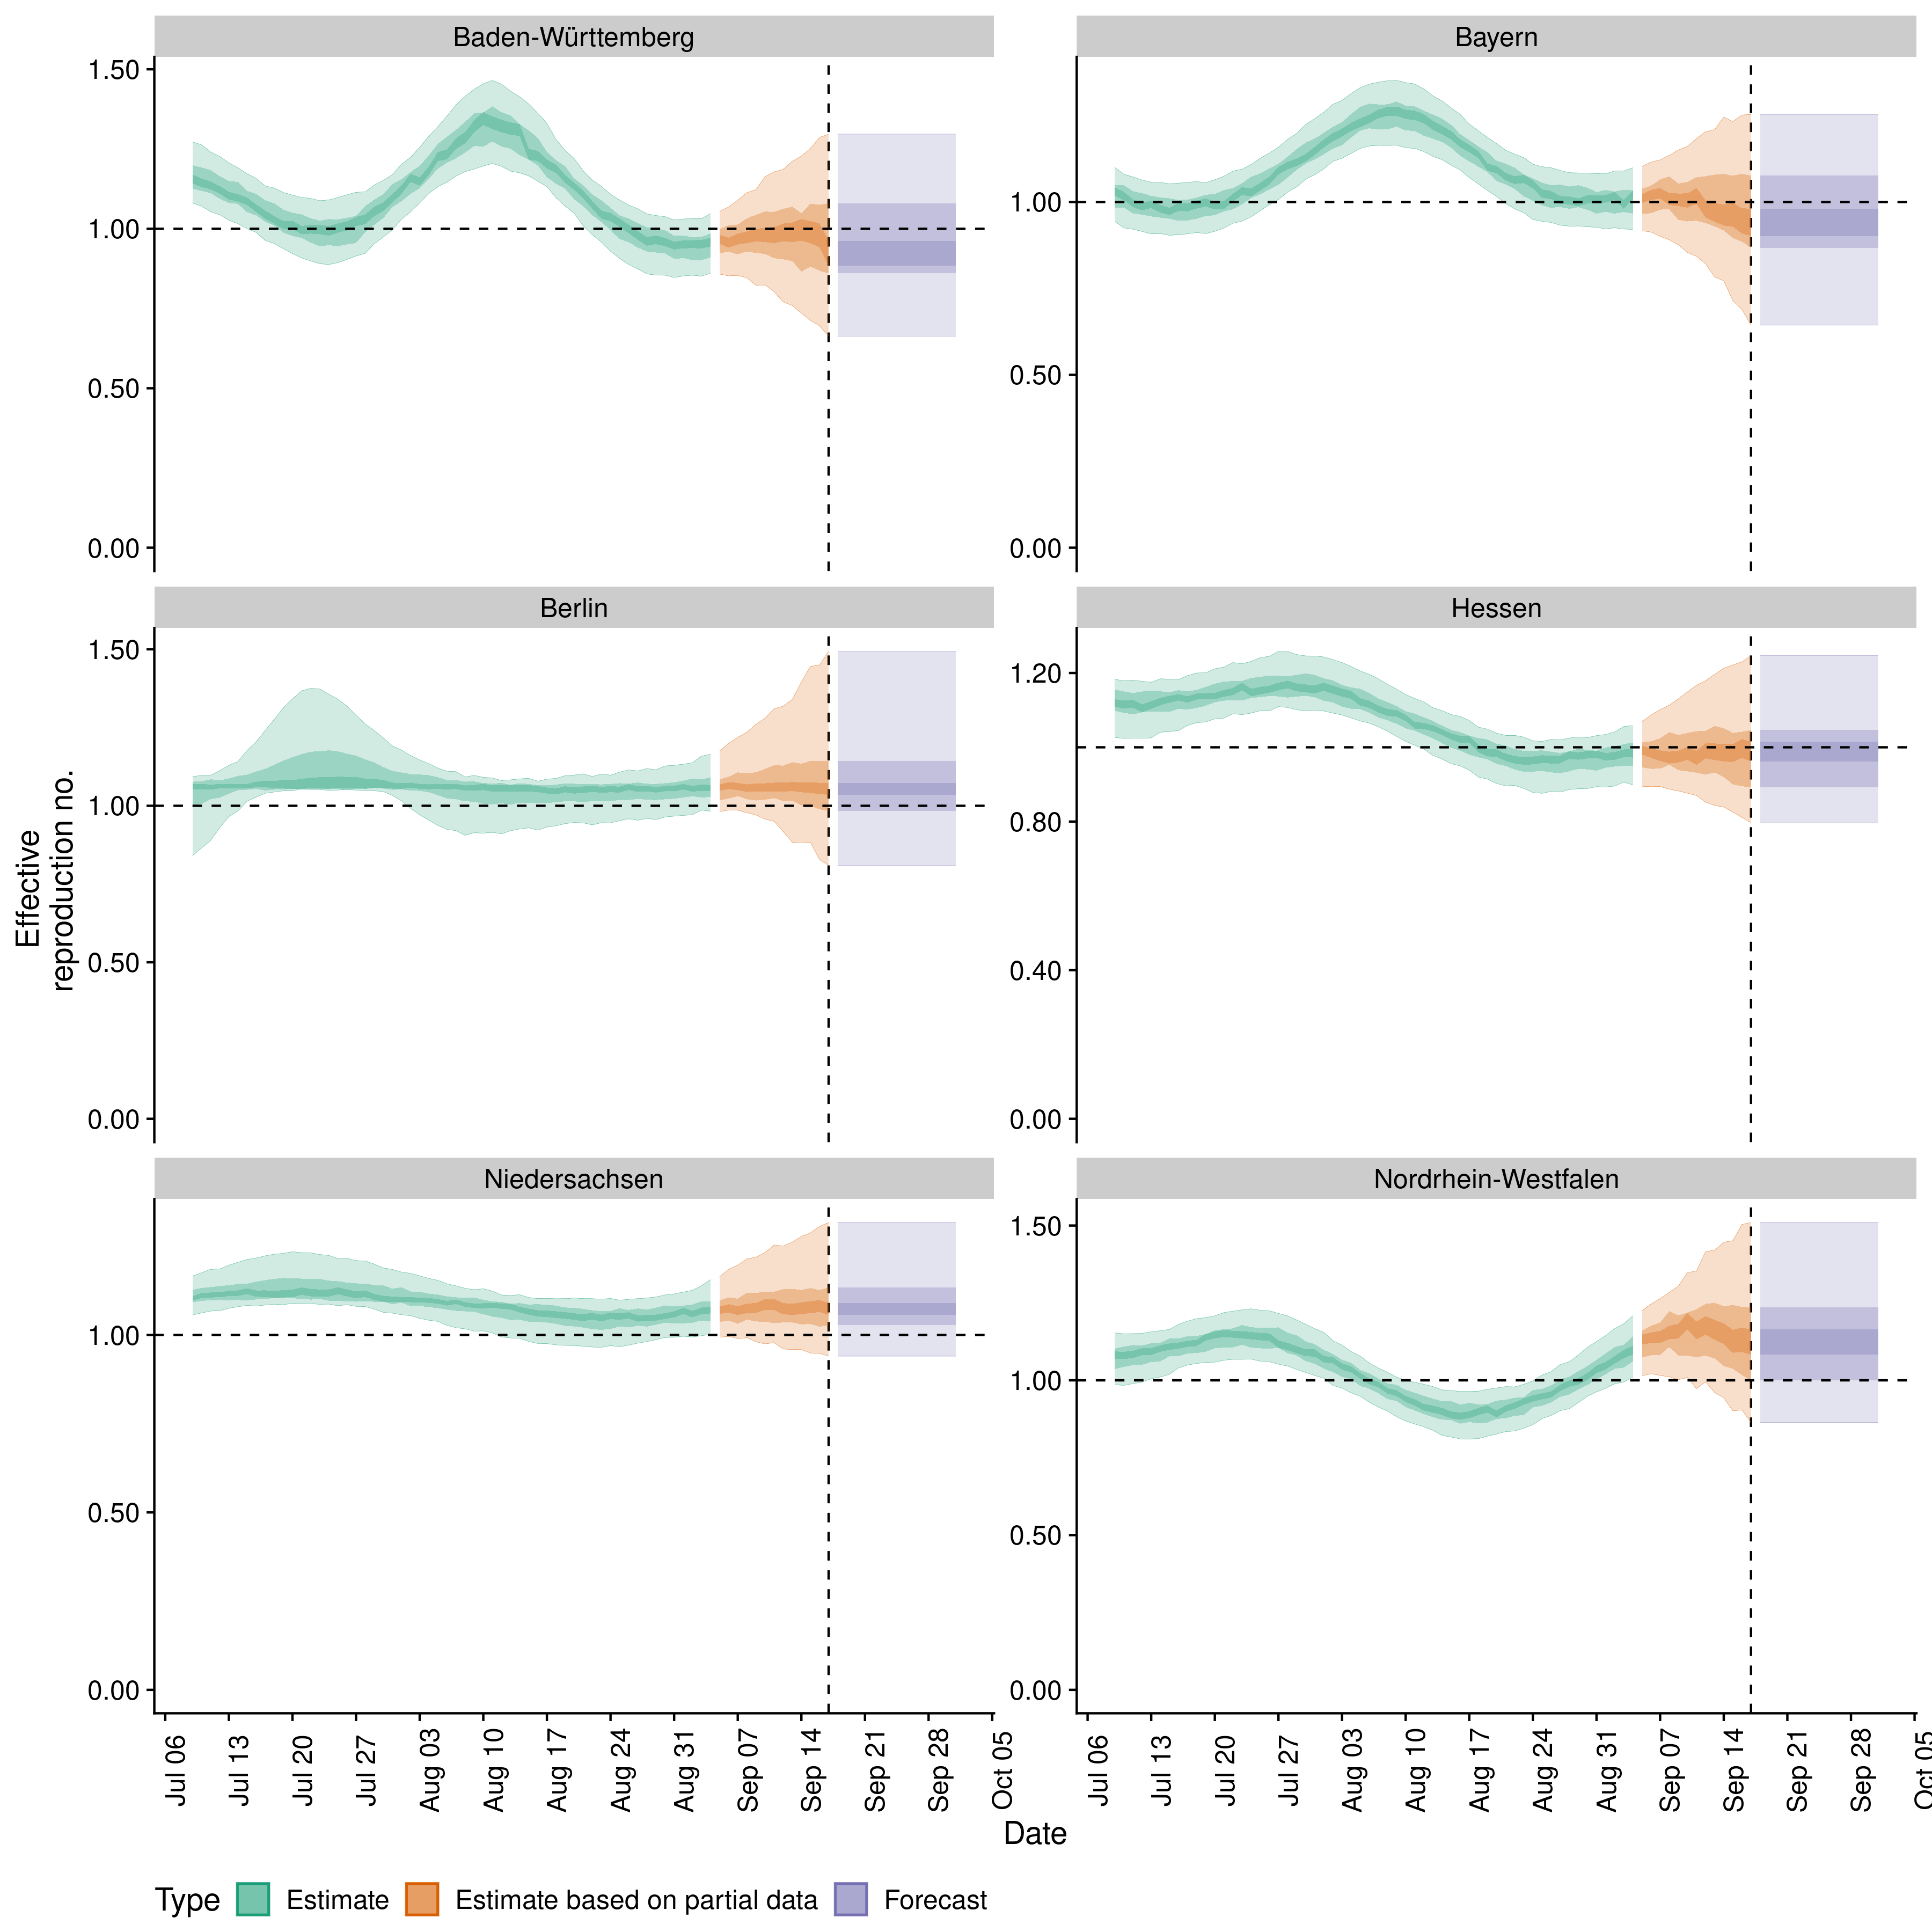 Baden-Württemberg
Bayern
1.50
1.00
0.50
0.00
1.00
0.50
0.00
Berlin
Hessen
1.50
1.00
0.50
0.00
1.20
0.80
0.40
0.00
Effective
reproduction no.
Niedersachsen
Nordrhein-Westfalen
1.00
0.50
0.00
1.50
1.00
0.50
0.00
Jul 06
Jul 13
Jul 20
Jul 27
Aug 03
Aug 10
Aug 17
Aug 24
Aug 31
Sep 07
Sep 14
Sep 21
Sep 28
Oct 05
Jul 06
Jul 13
Jul 20
Jul 27
Aug 03
Aug 10
Aug 17
Aug 24
Aug 31
Sep 07
Sep 14
Sep 21
Sep 28
Oct 05
Date
Type Estimate Estimate based on partial data Forecast